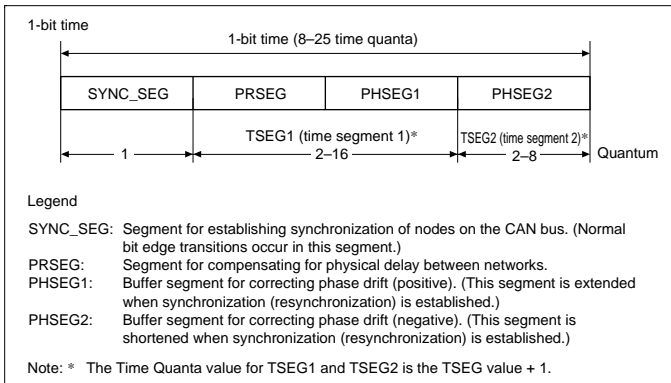 1-bit time
1-bit time (8–25 time quanta)
SYNC_SEG PRSEG PHSEG1 PHSEG2
TSEG1 (time segment 1)* TSEG2 (time segment 2)*
1 2–16 2–8 Quantum
Legend
SYNC_SEG: Segment for establishing synchronization of nodes on the CAN bus. (Normal
bit edge transitions occur in this segment.)
PRSEG: Segment for compensating for physical delay between networks.
PHSEG1: Buffer segment for correcting phase drift (positive). (This segment is extended
when synchronization (resynchronization) is established.)
PHSEG2: Buffer segment for correcting phase drift (negative). (This segment is
shortened when synchronization (resynchronization) is established.)
Note: * The Time Quanta value for TSEG1 and TSEG2 is the TSEG value + 1.